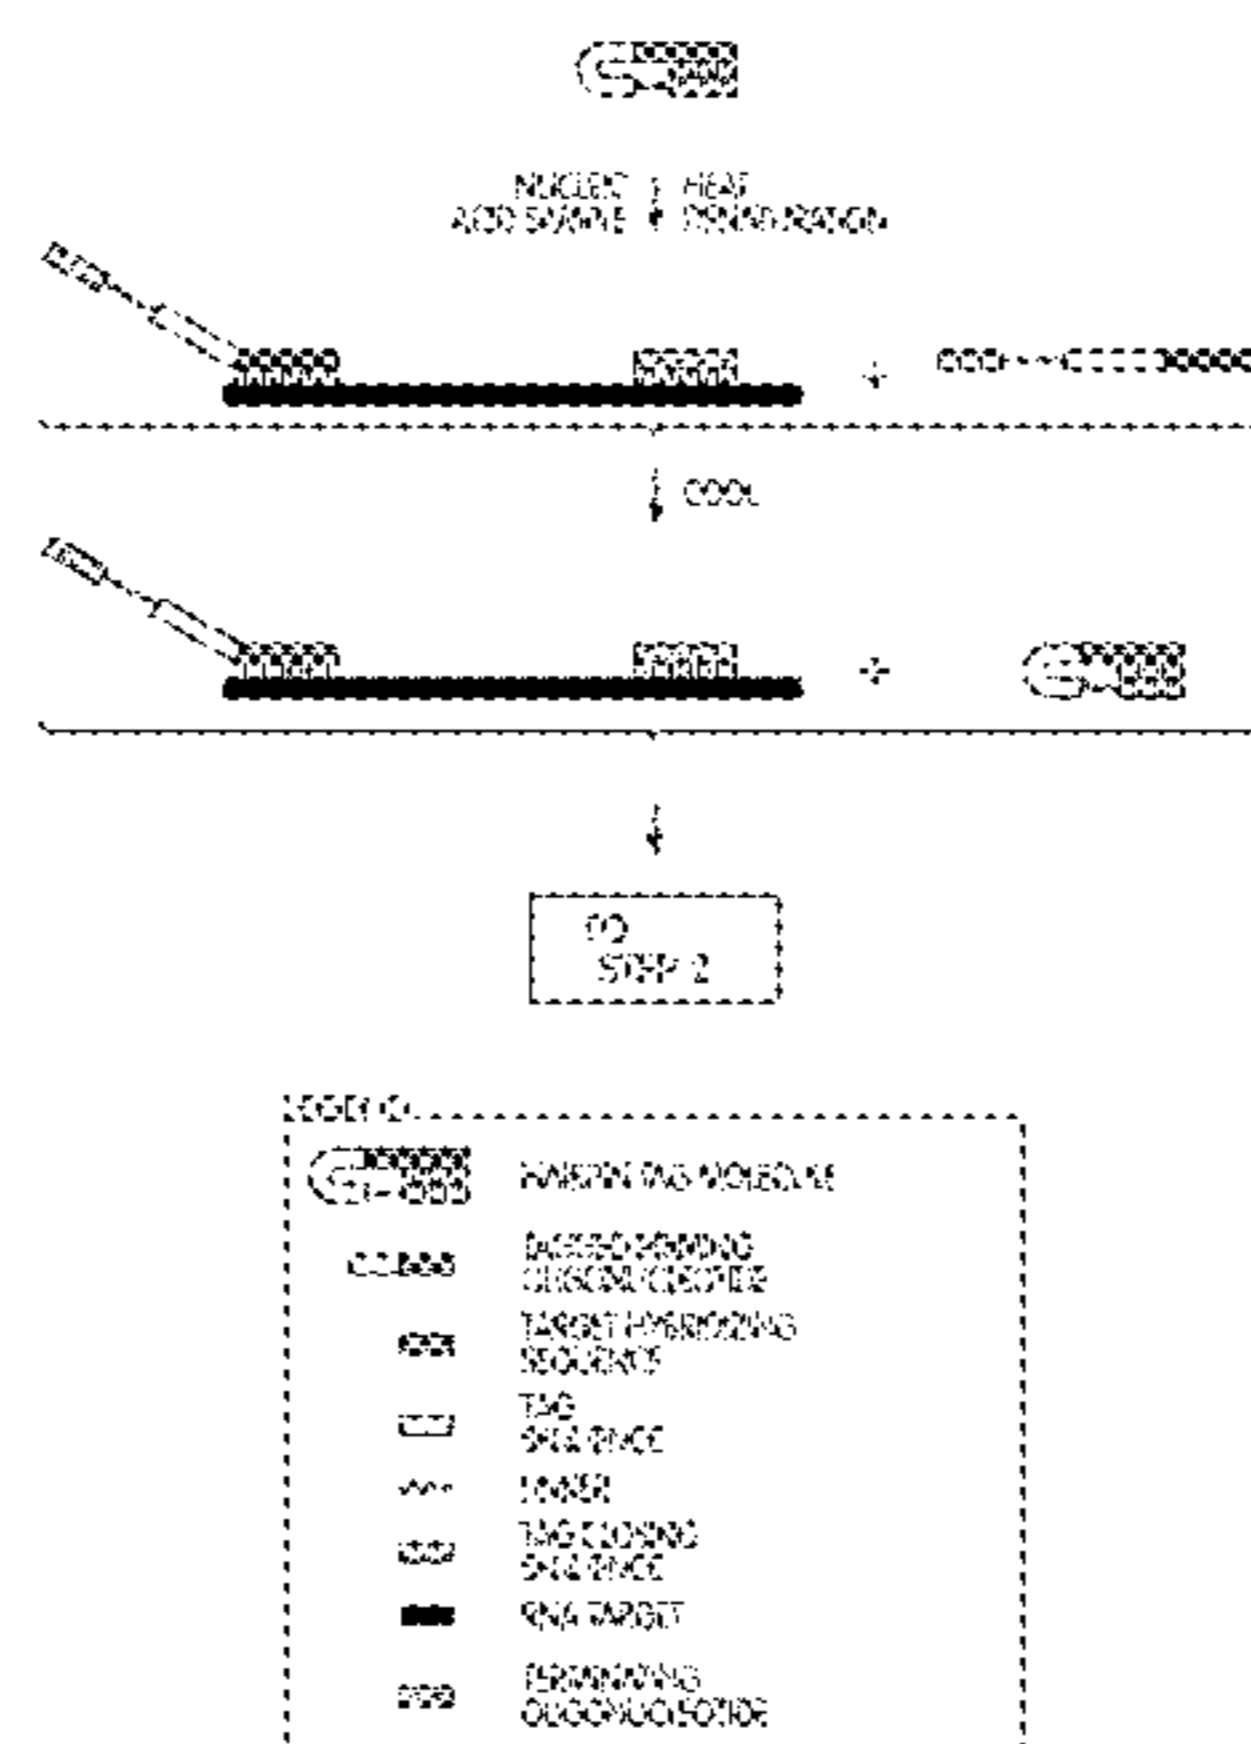 NUCLEIC HEAT
ACID SAMPLE DENATURATION
COOL
GO
STEP 2
LEGEND
HAIRPIN TAG MOLECULE
TAGGED PRIMING
OLIGONUCLEOTIDE
TARGET HYBRIDIZING
SEQUENCE
TAG
SEQUENCE
LINKER
TAG CLOSING
SEQUENCE
RNA TARGET
TERMINATING
OLIGONUCLEOTIDE